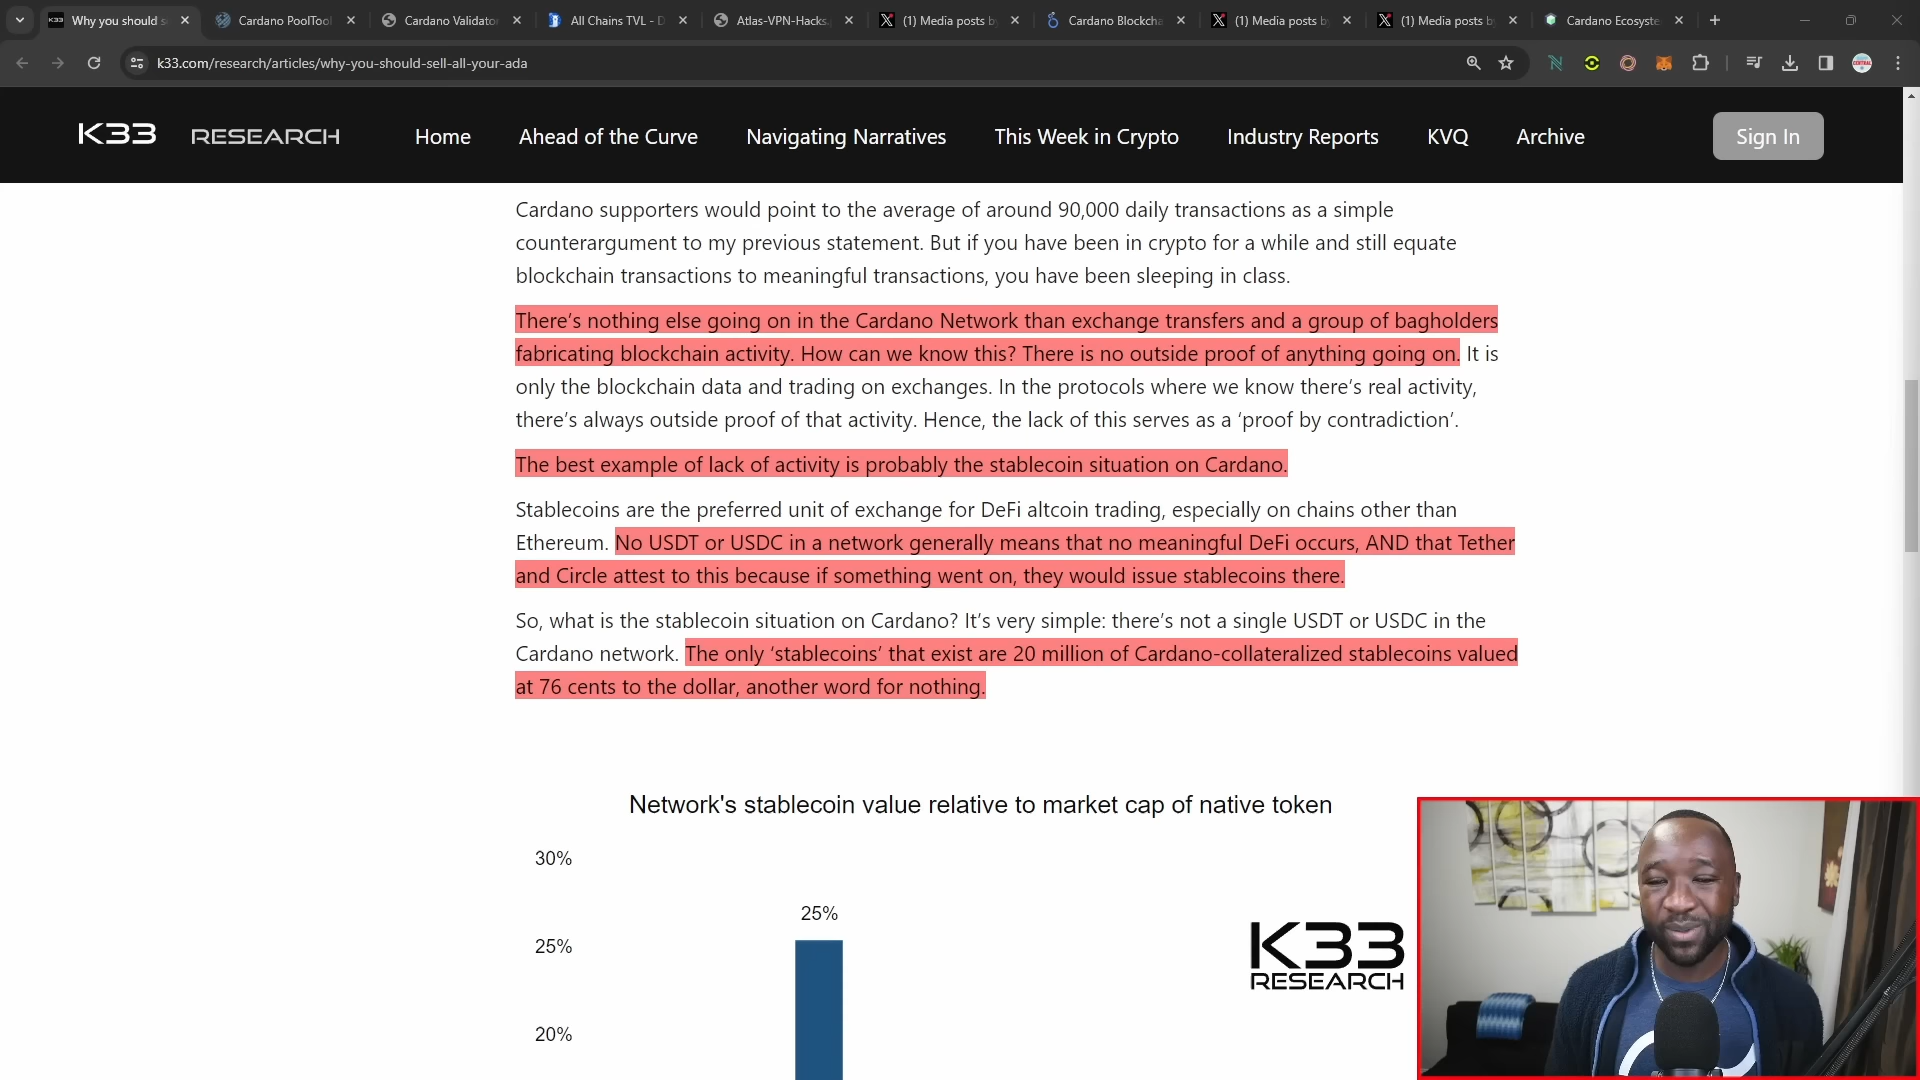 Why you should s
Cardano PoolTool
Cardano Validator
All Chains TVL - D
Atlas-VPN-Hacks.
(1) Media posts b
Cardano Blockcha
(1) Media posts b
(1) Media posts b
Cardano Ecosyste
k33.com/research/articles/why-you-should-sell-all-your-ada
K33 RESEARCH
Home
Ahead of the Curve
Navigating Narratives
This Week in Crypto
Industry Reports
KVQ
Archive
Sign In
Cardano supporters would point to the average of around 90,000 daily transactions as a simple
counterargument to my previous statement. But if you have been in crypto for a while and still equate
blockchain transactions to meaningful transactions, you have been sleeping in class.
There’s nothing else going on in the Cardano Network than exchange transfers and a group of bagholders
fabricating blockchain activity. How can we know this? There is no outside proof of anything going on. It is
only the blockchain data and trading on exchanges. In the protocols where we know there’s real activity,
there’s always outside proof of that activity. Hence, the lack of this serves as a ‘proof by contradiction’.
The best example of lack of activity is probably the stablecoin situation on Cardano.
Stablecoins are the preferred unit of exchange for DeFi altcoin trading, especially on chains other than
Ethereum. No USDT or USDC in a network generally means that no meaningful DeFi occurs, AND that Tether
and Circle attest to this because if something went on, they would issue stablecoins there.
So, what is the stablecoin situation on Cardano? It’s very simple: there’s not a single USDT or USDC in the
Cardano network. The only ‘stablecoins’ that exist are 20 million of Cardano-collateralized stablecoins valued
at 76 cents to the dollar, another word for nothing.
Network's stablecoin value relative to market cap of native token
30%
25%
25%
20%
K33
RESEARCH